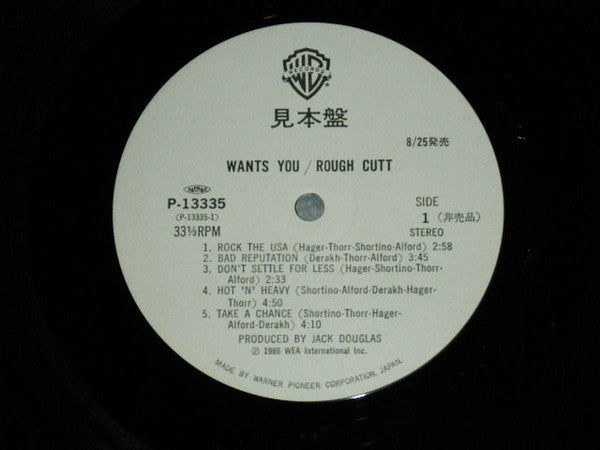 RECORDS
見本盤
8/25発売
WANTS YOU / ROUGH CUTT
JASRAC
P-13335
(P-13335-1)
33⅓RPM
SIDE
1 (非売品)
STEREO
1. ROCK THE USA (Hager-Thorr-Shortino-Alford) 2:58
2. BAD REPUTATION (Derakh-Thorr-Alford) 3:45
3. DON'T SETTLE FOR LESS (Hager-Shortino-Thorr-
Alford) 2:33
4. HOT 'N' HEAVY (Shortino-Alford-Derakh-Hager-
Thorr) 4:50
5. TAKE A CHANCE (Shortino-Thorr-Hager-
Alford-Derakh) 4:10
PRODUCED BY JACK DOUGLAS
℗ 1986 WEA International Inc.
MADE BY WARNER PIONEER CORPORATION, JAPAN.